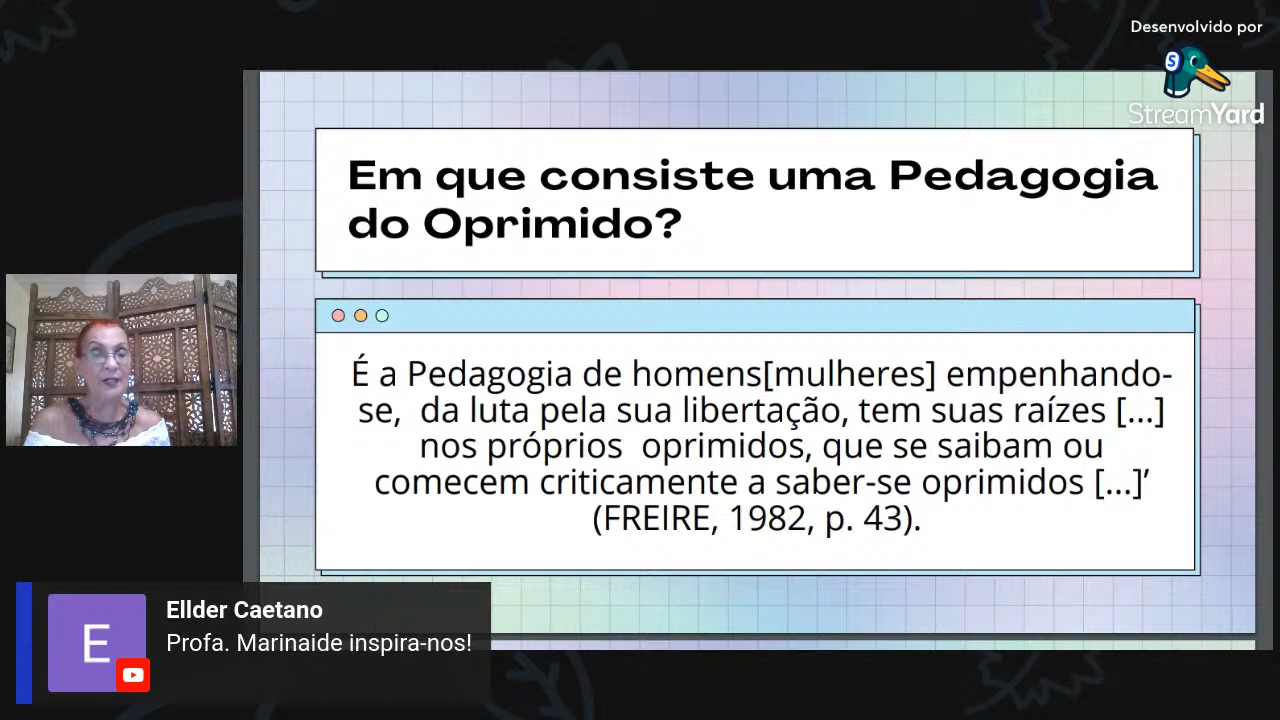 Desenvolvido por
S
StreamYard
Em que consiste uma Pedagogia
do Oprimido?
É a Pedagogia de homens[mulheres] empenhando-
se,  da luta pela sua libertação, tem suas raízes [...]
nos próprios  oprimidos, que se saibam ou
comecem criticamente a saber-se oprimidos [...]’
(FREIRE, 1982, p. 43).
E
Ellder Caetano
Profa. Marinaide inspira-nos!